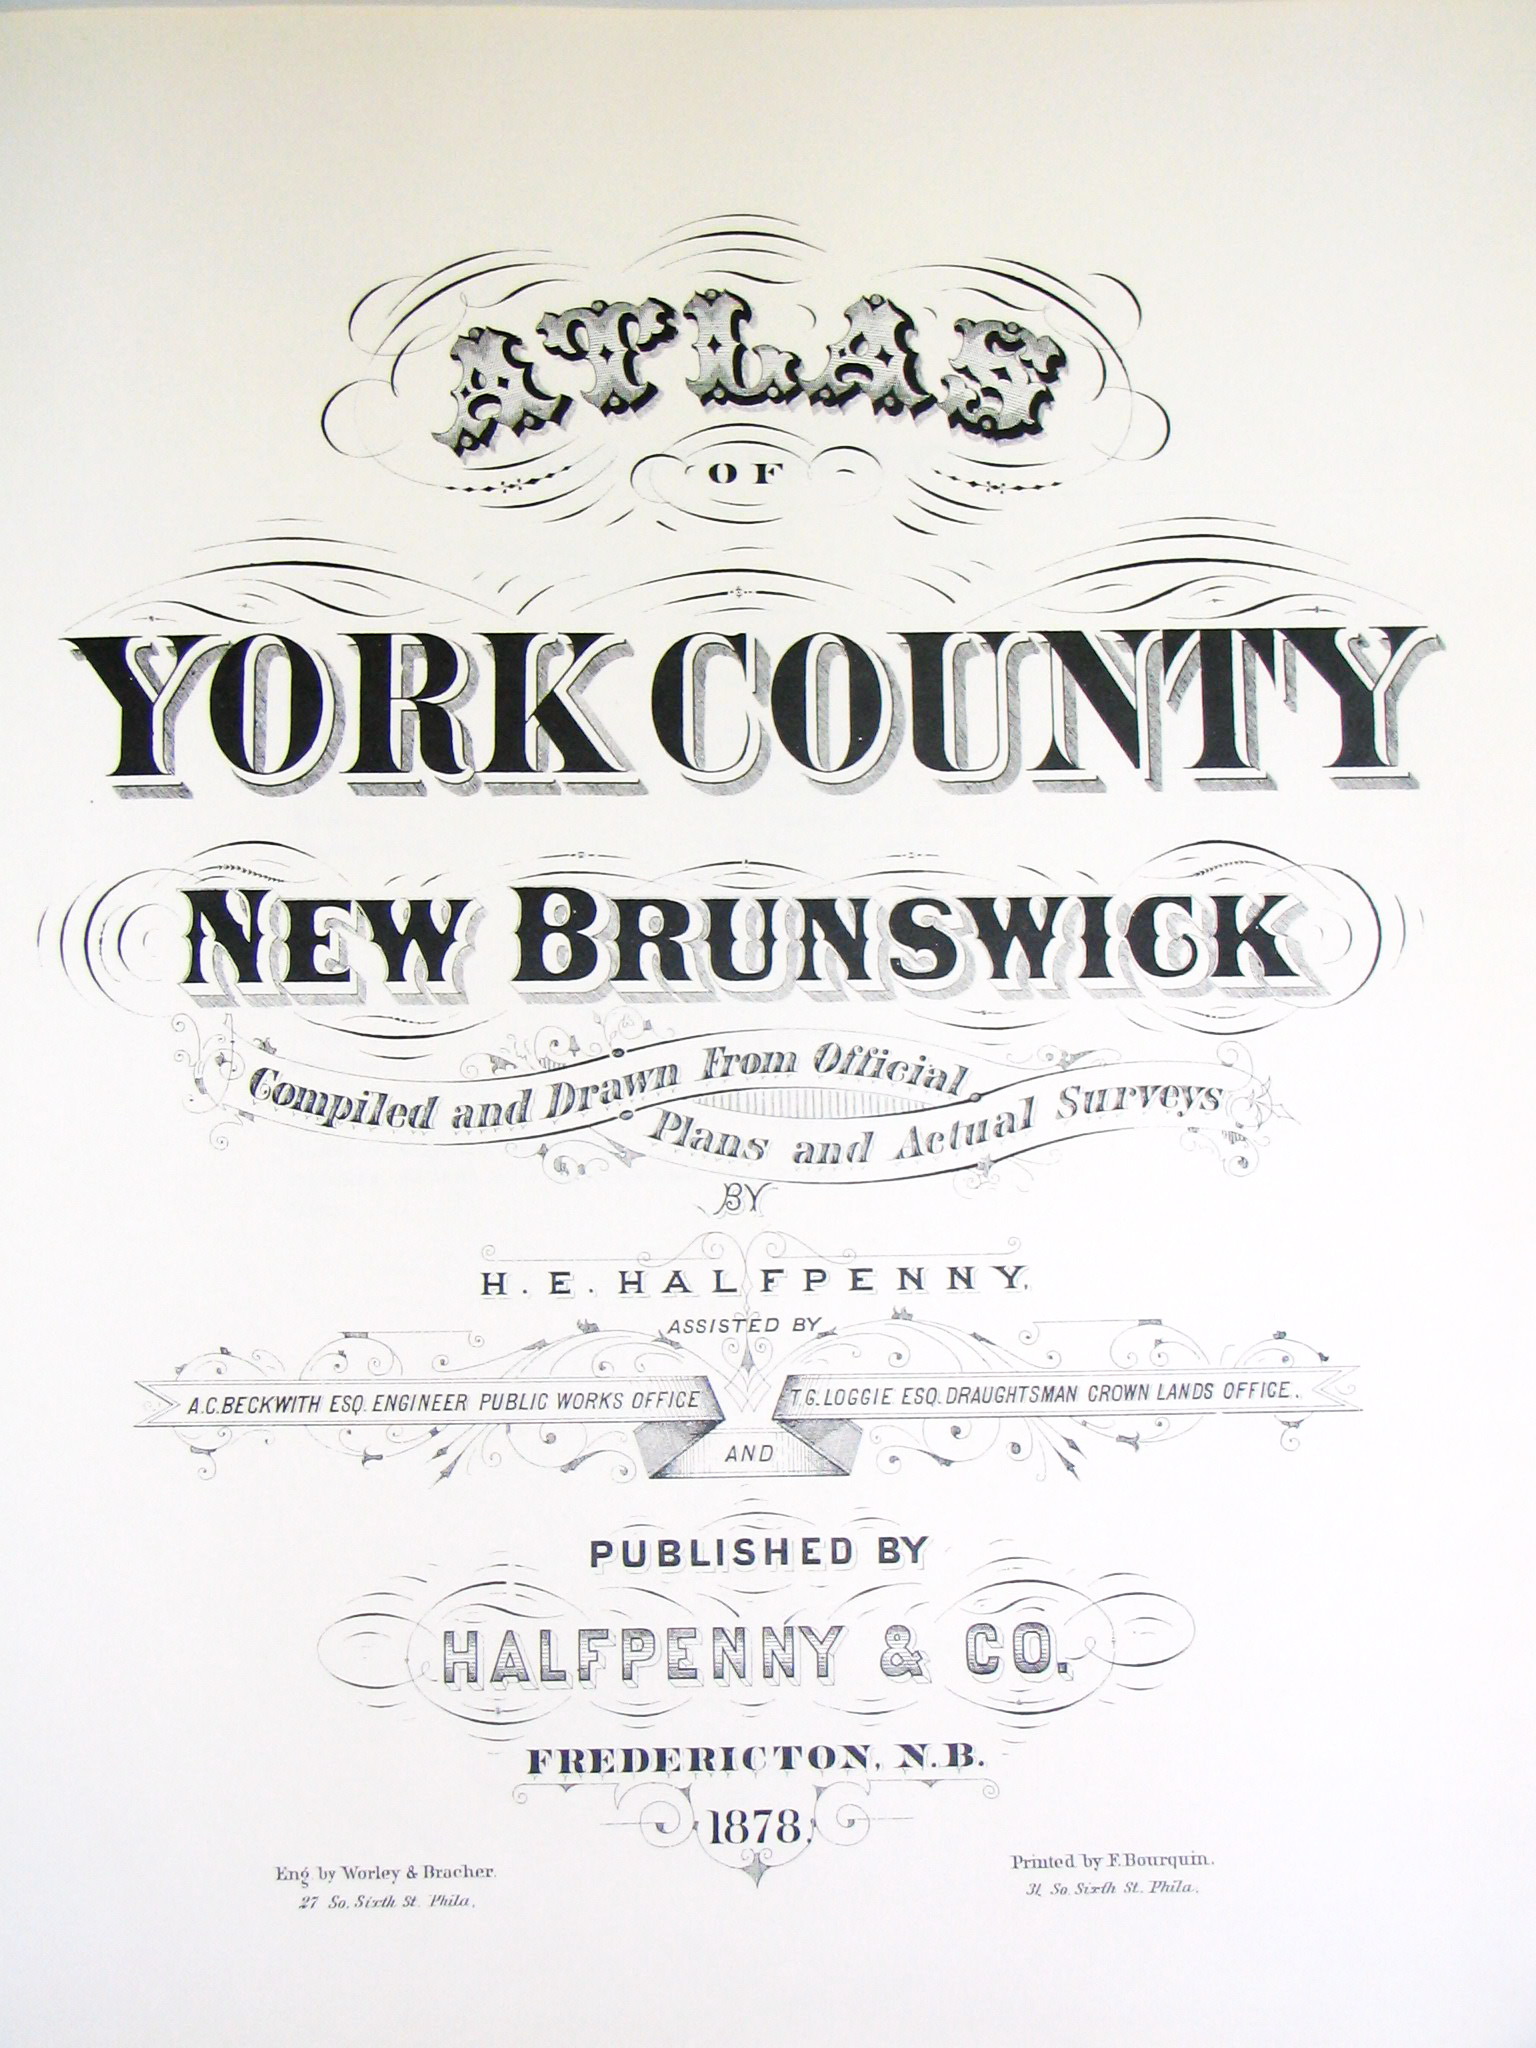 ATLAS
OF
YORK COUNTY
NEW BRUNSWICK
Compiled and Drawn From Official
Plans and Actual Surveys
BY
H. E. HALFPENNY,
ASSISTED BY
A.C. BECKWITH ESQ. ENGINEER PUBLIC WORKS OFFICE
AND
T.G. LOGGIE ESQ. DRAUGHTSMAN CROWN LANDS OFFICE.
PUBLISHED BY
HALFPENNY & CO.
FREDERICTON, N.B.
1878.
Eng. by Worley & Bracher.
27 So. Sixth St. Phila.
Printed by F. Bourquin.
31 So. Sixth St. Phila.